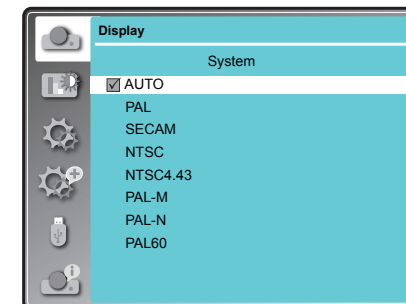 Display
System
AUTO
PAL
SECAM
NTSC
NTSC4.43
PAL-M
PAL-N
PAL60